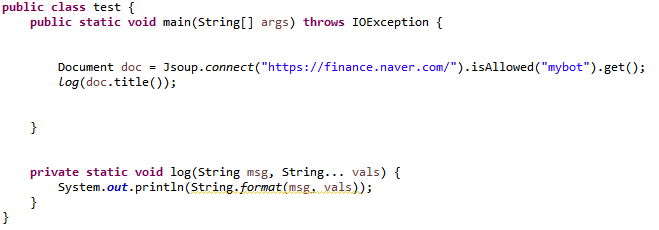 public class test {
    public static void main(String[] args) throws IOException {
        Document doc = Jsoup.connect("https://finance.naver.com/").isAllowed("mybot").get();
        log(doc.title());
    }
    private static void log(String msg, String... vals) {
        System.out.println(String.format(msg, vals));
    }
}